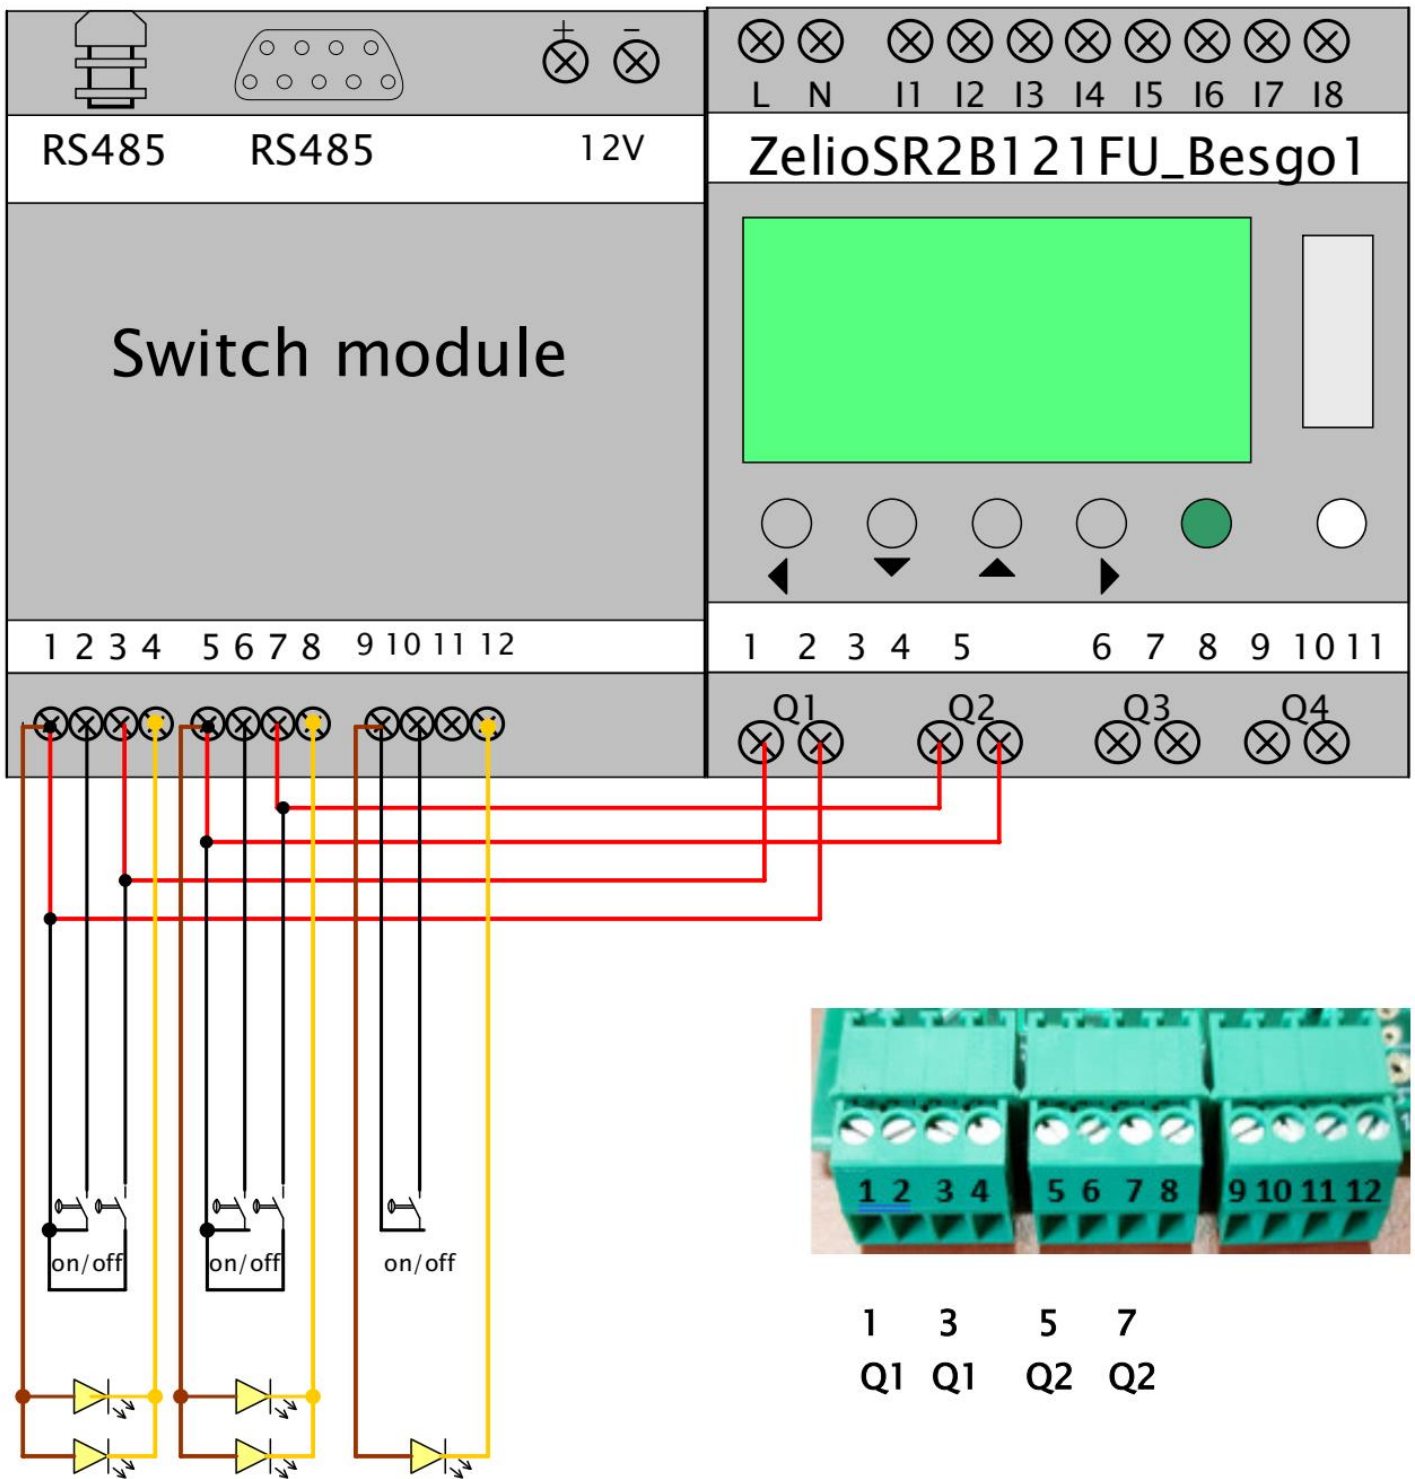 + −
L N I1 I2 I3 I4 I5 I6 I7 I8
RS485 RS485 12V
ZelioSR2B121FU_Besgo1
Switch module
1 2 3 4 5 6 7 8 9 10 11 12
1 2 3 4 5 6 7 8 9 10 11
Q1 Q2 Q3 Q4
1 2 3 4 5 6 7 8 9 10 11 12
on/off on/off on/off
1 3 5 7
Q1 Q1 Q2 Q2